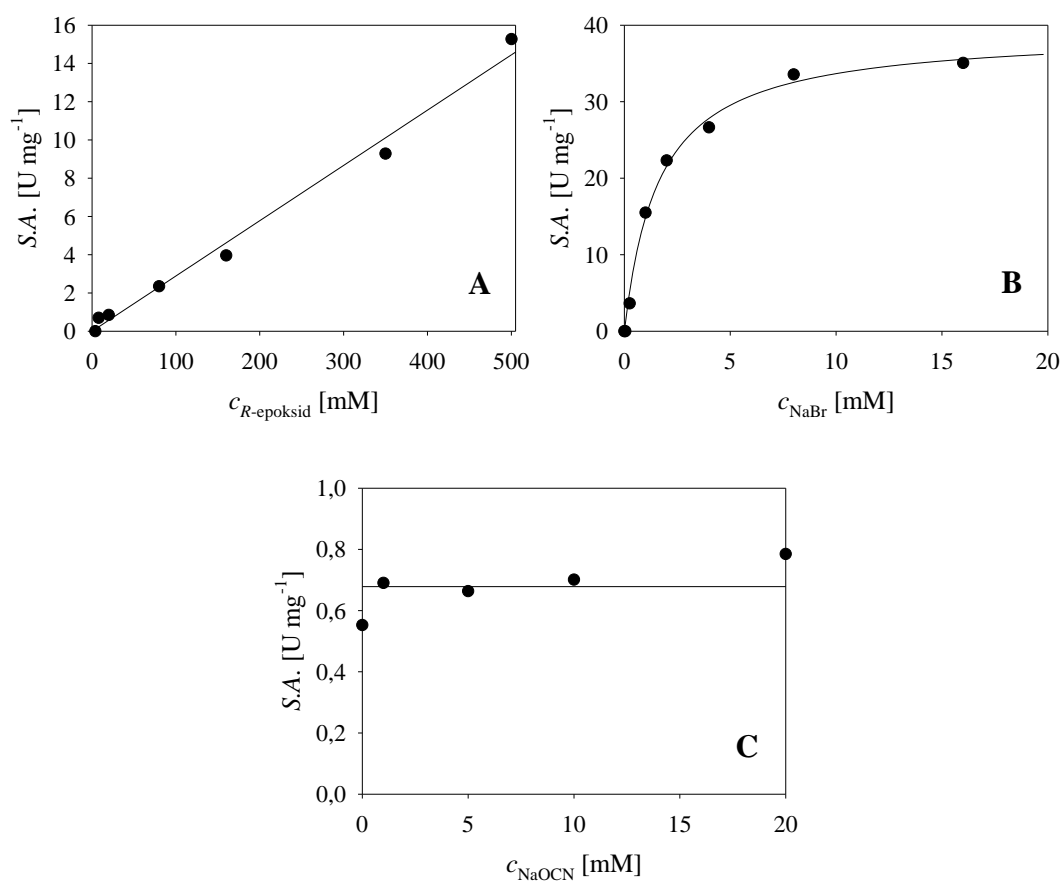 16
14
12
10
8
6
4
2
0
S.A. [U mg-1]
A
0 100 200 300 400 500
cR-epoksid [mM]
40
30
20
10
0
S.A. [U mg-1]
B
0 5 10 15 20
cNaBr [mM]
1,0
0,8
0,6
0,4
0,2
0,0
S.A. [U mg-1]
C
0 5 10 15 20
cNaOCN [mM]